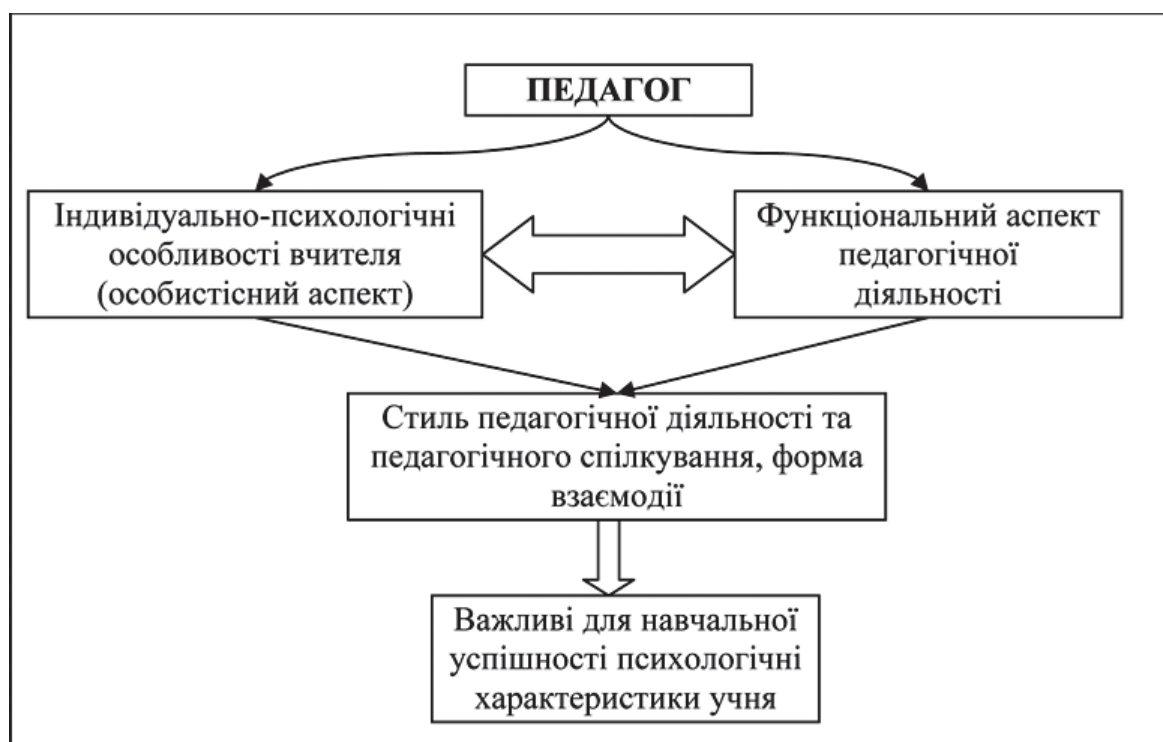 ПЕДАГОГ
Індивідуально-психологічні
особливості вчителя
(особистісний аспект)
Функціональний аспект
педагогічної
діяльності
Стиль педагогічної діяльності та
педагогічного спілкування, форма
взаємодії
Важливі для навчальної
успішності психологічні
характеристики учня